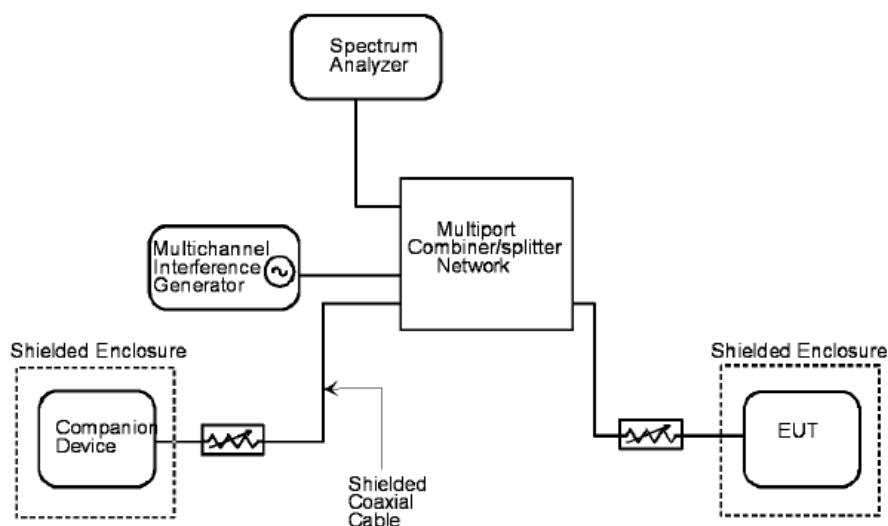 Spectrum
Analyzer
Multiport
Combiner/splitter
Network
Multichannel
Interference
Generator
Shielded Enclosure
Companion
Device
Shielded
Coaxial
Cable
Shielded Enclosure
EUT